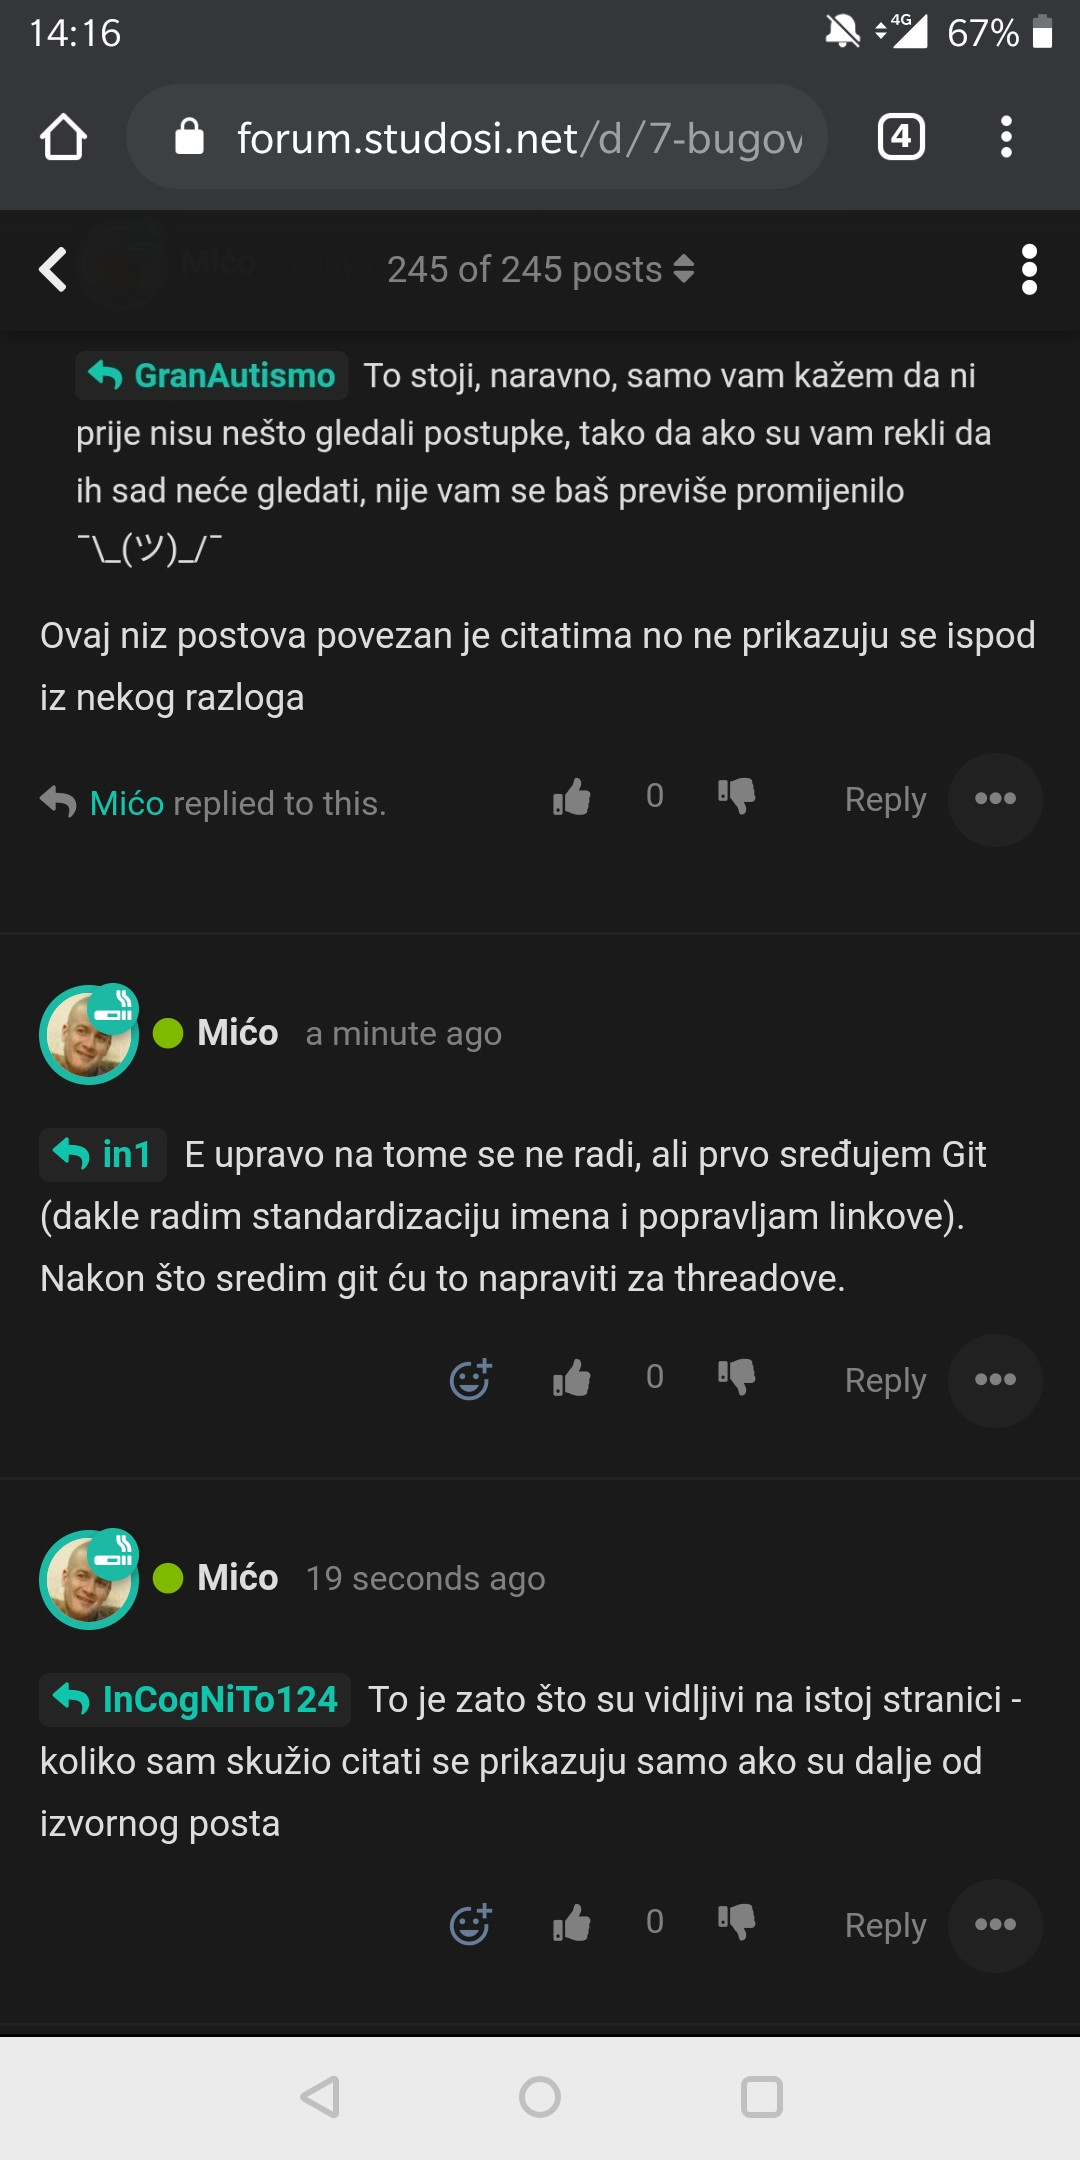 14:16
4G
67%
forum.studosi.net/d/7-bugov
4
Mićo
245 of 245 posts
GranAutismo To stoji, naravno, samo vam kažem da ni
prije nisu nešto gledali postupke, tako da ako su vam rekli da
ih sad neće gledati, nije vam se baš previše promijenilo
¯\_(ツ)_/¯
Ovaj niz postova povezan je citatima no ne prikazuju se ispod
iz nekog razloga
Mićo replied to this.
0
Reply
Mićo a minute ago
in1 E upravo na tome se ne radi, ali prvo sređujem Git
(dakle radim standardizaciju imena i popravljam linkove).
Nakon što sredim git ću to napraviti za threadove.
0
Reply
Mićo 19 seconds ago
InCogNiTo124 To je zato što su vidljivi na istoj stranici -
koliko sam skužio citati se prikazuju samo ako su dalje od
izvornog posta
0
Reply